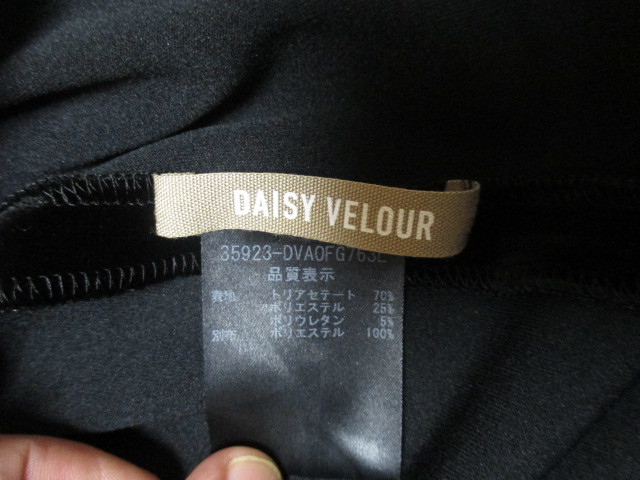 DAISY VELOUR
35923-DVAOFG763L
品質表示
表地 トリアセテート 70%
ポリエステル 25%
ポリウレタン 5%
別布 ポリエステル 100%